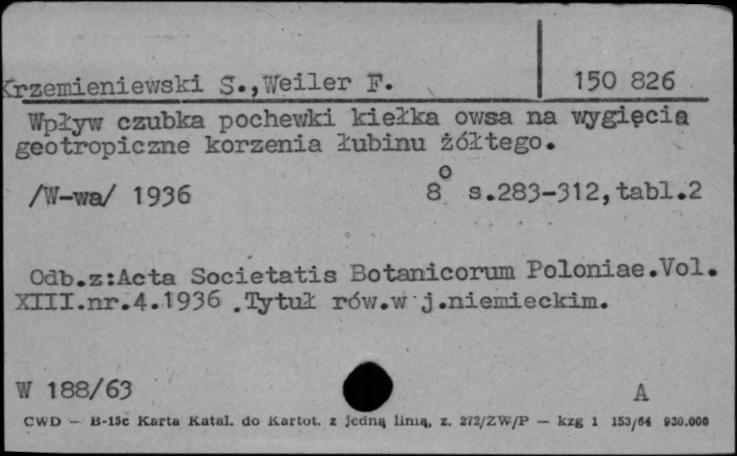 Krzemieniewski S.,Weiler F. 150 826
Wpływ czubka pochewki kiełka owsa na wygięcia
geotropiczne korzenia łubinu żółtego.
/W-wa/ 1936 8° s.283-312,tabl.2
Odb.z:Acta Societatis Botanicorum Poloniae.Vol.
XIII.nr.4.1936 .Tytuł rów.w j.niemieckim.
W 188/63 A
CWD — B-15c Karta Katal. do Kartot. z jedną linią, z. 272/ZW/P — kzg 1 153/64 930.000